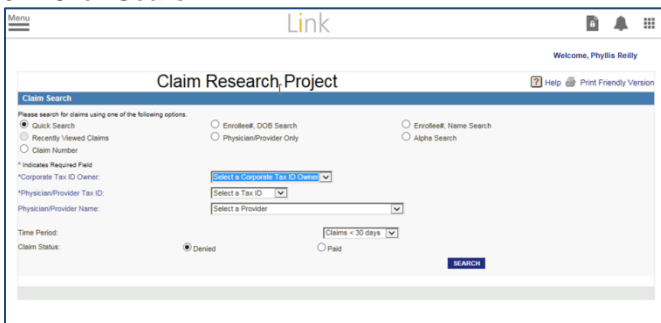 Menu
Link
Welcome, Phyllis Reilly
Claim Research Project
Help Print Friendly Version
Claim Search
Please search for claims using one of the following options.
Quick Search Enrollee#, DOB Search Enrollee#, Name Search
Recently Viewed Claims Physician/Provider Only Alpha Search
Claim Number
* Indicates Required Field
*Corporate Tax ID Owner: Select a Corporate Tax ID Owner
*Physician/Provider Tax ID: Select a Tax ID
Physician/Provider Name: Select a Provider
Time Period: Claims < 30 days
Claim Status: Denied Paid
SEARCH